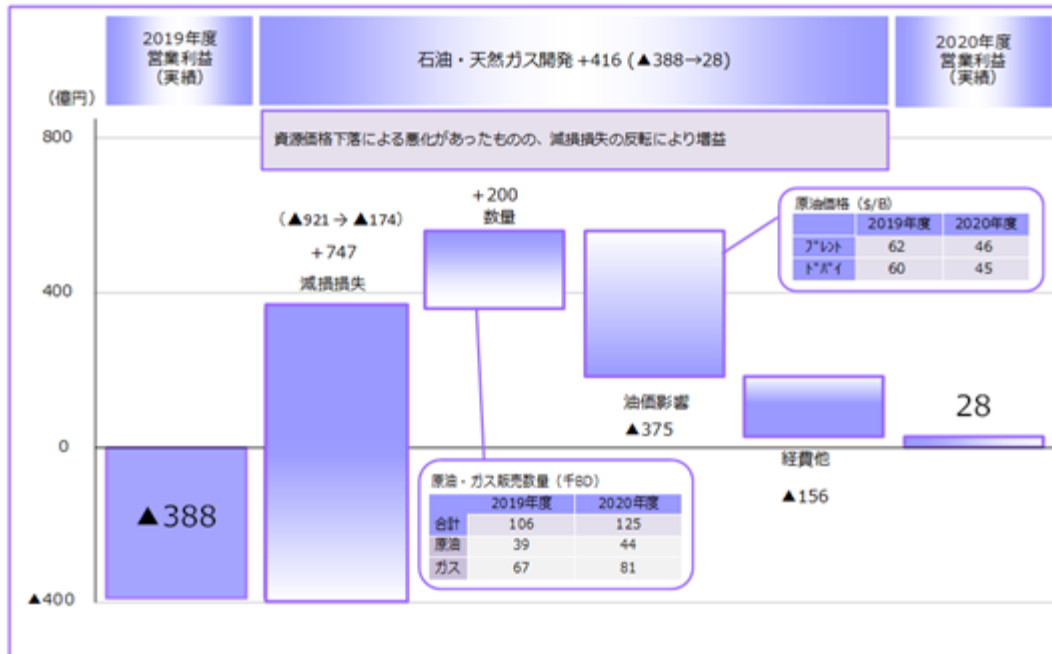 2019年度
営業利益
(実績)
石油・天然ガス開発 +416 (▲388→28)
2020年度
営業利益
(実績)
(億円)
資源価格下落による悪化があったものの、減損損失の反転により増益
800
400
0
▲400
(▲921 → ▲174)
+747
減損損失
+200
数量
原油価格 ($/B)
2019年度 2020年度
ブレント 62 46
ドバイ 60 45
油価影響
▲375
28
経費他
▲156
▲388
原油・ガス販売数量 (千BD)
2019年度 2020年度
合計 106 125
原油 39 44
ガス 67 81